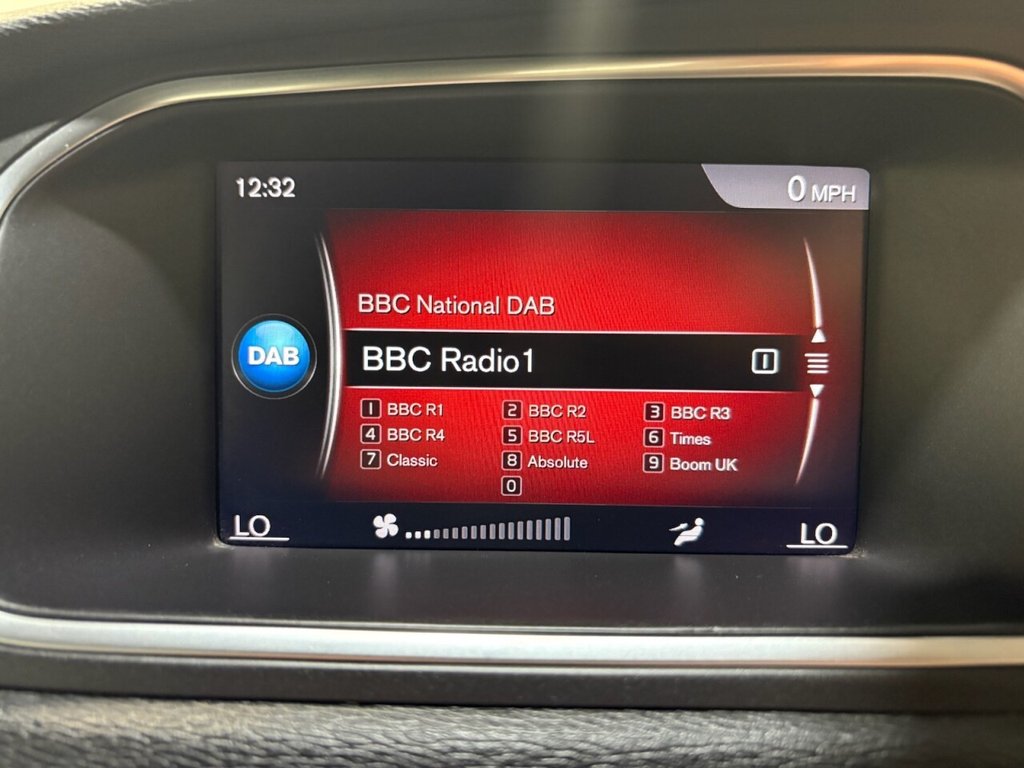 12:32
0 MPH
BBC National DAB
DAB
BBC Radio1 1
1 BBC R1 2 BBC R2 3 BBC R3
4 BBC R4 5 BBC R5L 6 Times
7 Classic 8 Absolute 9 Boom UK
0
LO LO